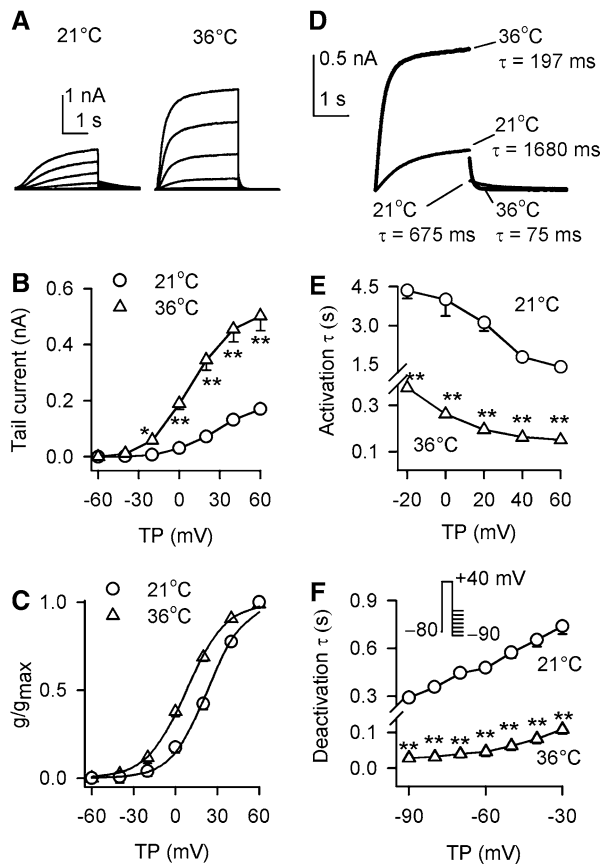 A
21°C
36°C
1 nA
1 s
D
0.5 nA
1 s
36°C
τ = 197 ms
21°C
τ = 1680 ms
21°C
τ = 675 ms
36°C
τ = 75 ms
B
21°C
36°C
Tail current (nA)
0.6
0.4
0.2
0.0
*
**
**
**
**
-60
-30
0
30
60
TP (mV)
E
21°C
Activation τ (s)
4.5
3.0
1.5
0.3
0.1
**
**
**
**
**
36°C
-20
0
20
40
60
TP (mV)
C
21°C
36°C
g/gmax
1.0
0.5
0.0
-60
-30
0
30
60
TP (mV)
F
+40 mV
−80
−90
Deactivation τ (s)
0.9
0.6
0.3
0.1
0.0
21°C
** ** ** ** ** ** **
36°C
-90
-60
-30
TP (mV)